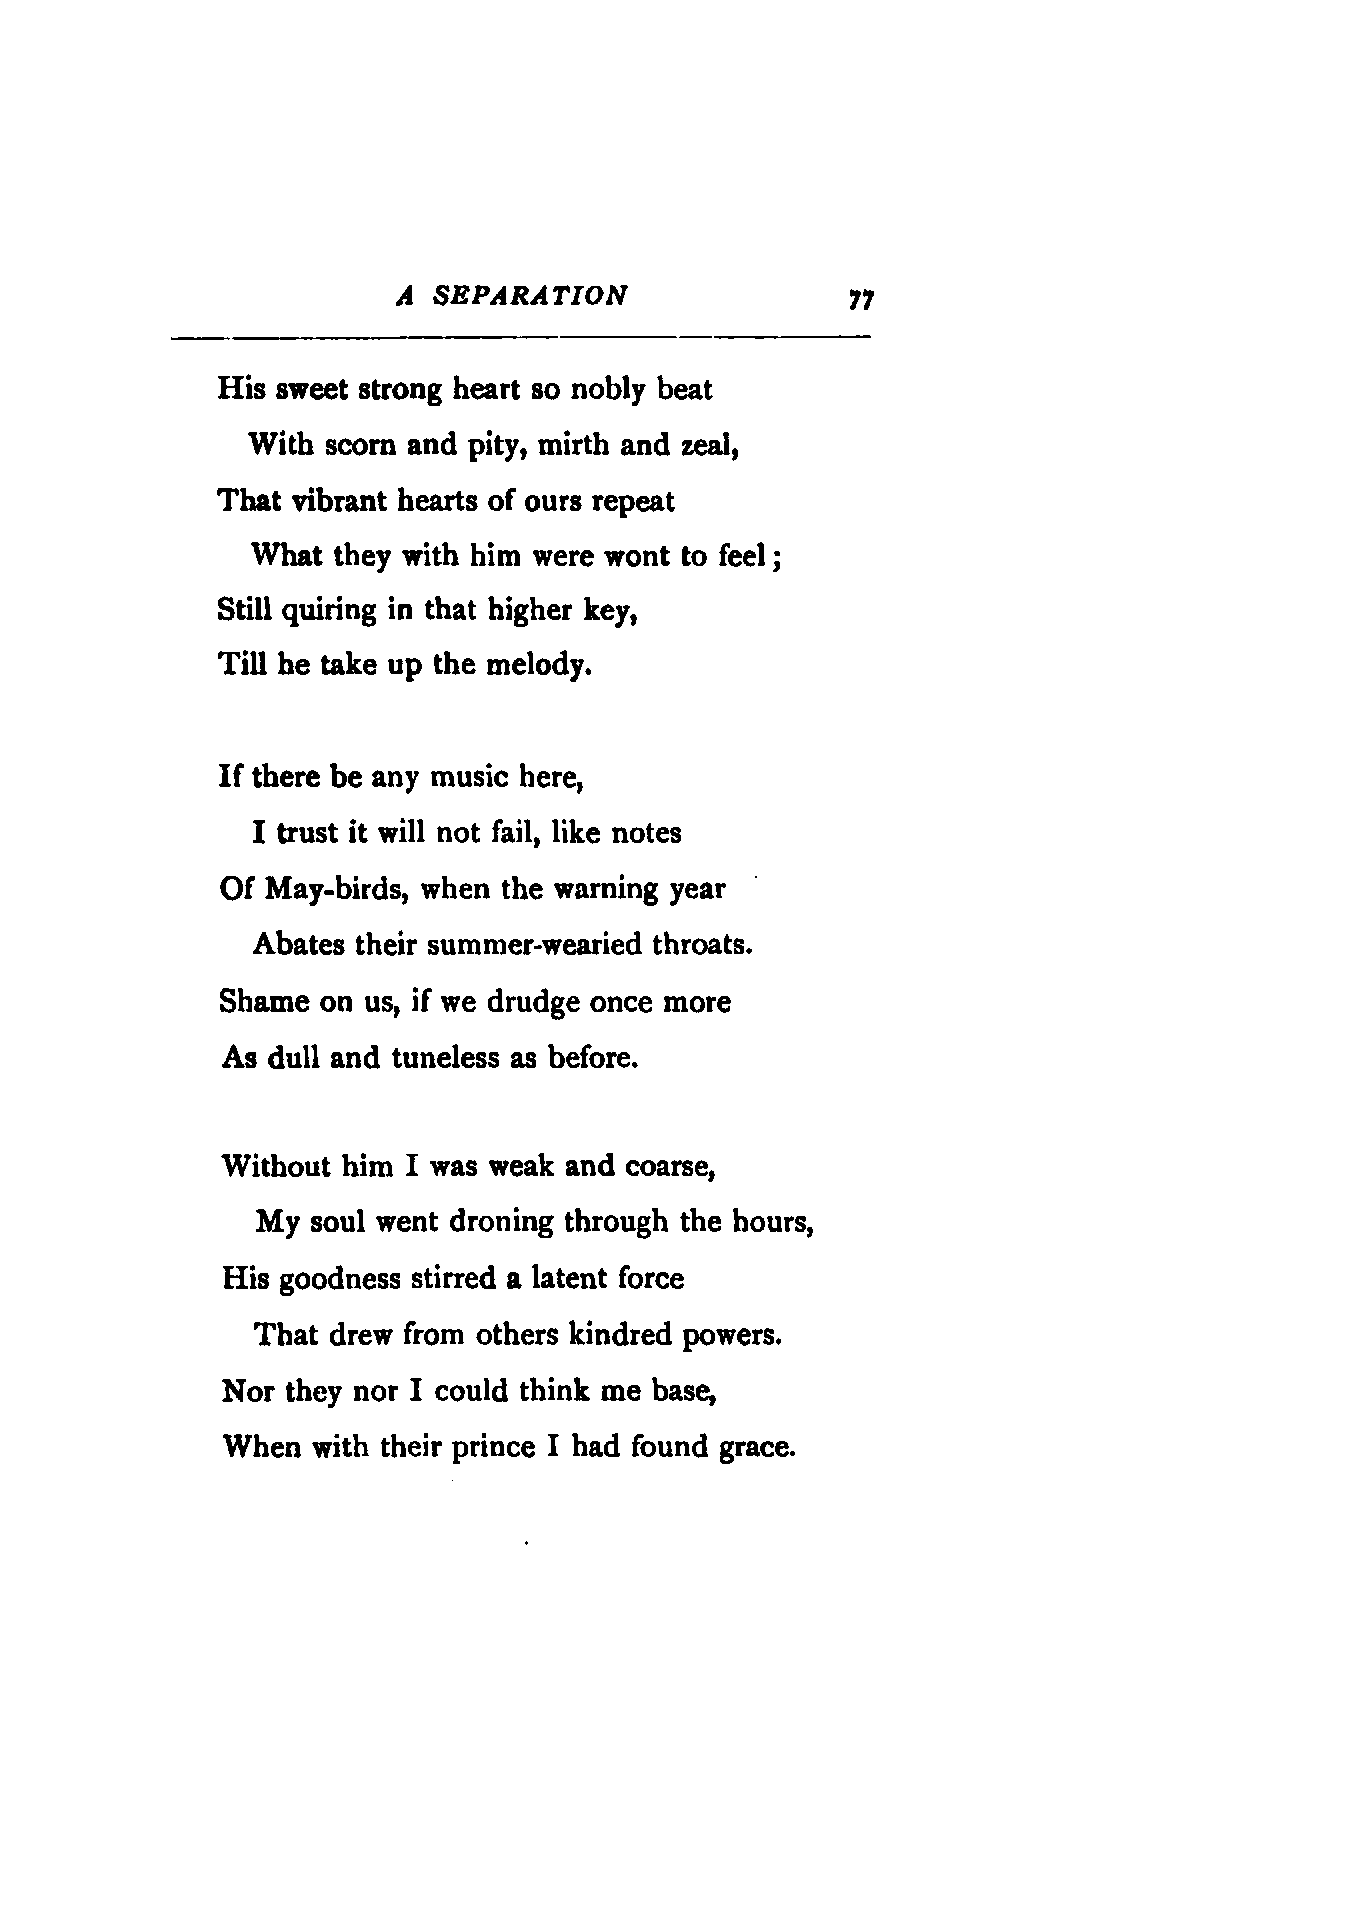 A SEPARATION 77
His sweet strong heart so nobly beat
With scorn and pity, mirth and zeal,
That vibrant hearts of ours repeat
What they with him were wont to feel;
Still quiring in that higher key,
Till he take up the melody.
If there be any music here,
I trust it will not fail, like notes
Of May-birds, when the warning year
Abates their summer-wearied throats.
Shame on us, if we drudge once more
As dull and tuneless as before.
Without him I was weak and coarse,
My soul went droning through the hours,
His goodness stirred a latent force
That drew from others kindred powers.
Nor they nor I could think me base,
When with their prince I had found grace.